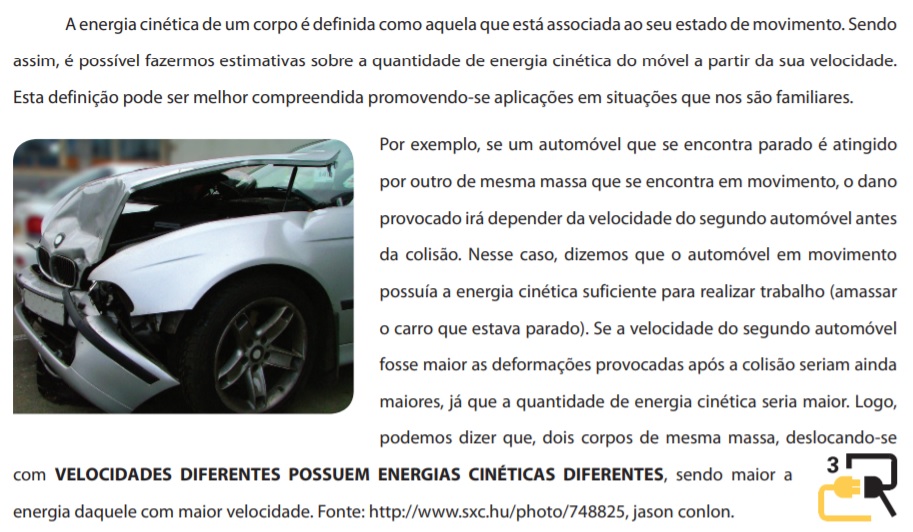 A energia cinética de um corpo é definida como aquela que está associada ao seu estado de movimento. Sendo
assim, é possível fazermos estimativas sobre a quantidade de energia cinética do móvel a partir da sua velocidade.
Esta definição pode ser melhor compreendida promovendo-se aplicações em situações que nos são familiares.
Por exemplo, se um automóvel que se encontra parado é atingido
por outro de mesma massa que se encontra em movimento, o dano
provocado irá depender da velocidade do segundo automóvel antes
da colisão. Nesse caso, dizemos que o automóvel em movimento
possuía a energia cinética suficiente para realizar trabalho (amassar
o carro que estava parado). Se a velocidade do segundo automóvel
fosse maior as deformações provocadas após a colisão seriam ainda
maiores, já que a quantidade de energia cinética seria maior. Logo,
podemos dizer que, dois corpos de mesma massa, deslocando-se
com VELOCIDADES DIFERENTES POSSUEM ENERGIAS CINÉTICAS DIFERENTES, sendo maior a
energia daquele com maior velocidade. Fonte: http://www.sxc.hu/photo/748825, jason conlon.
3